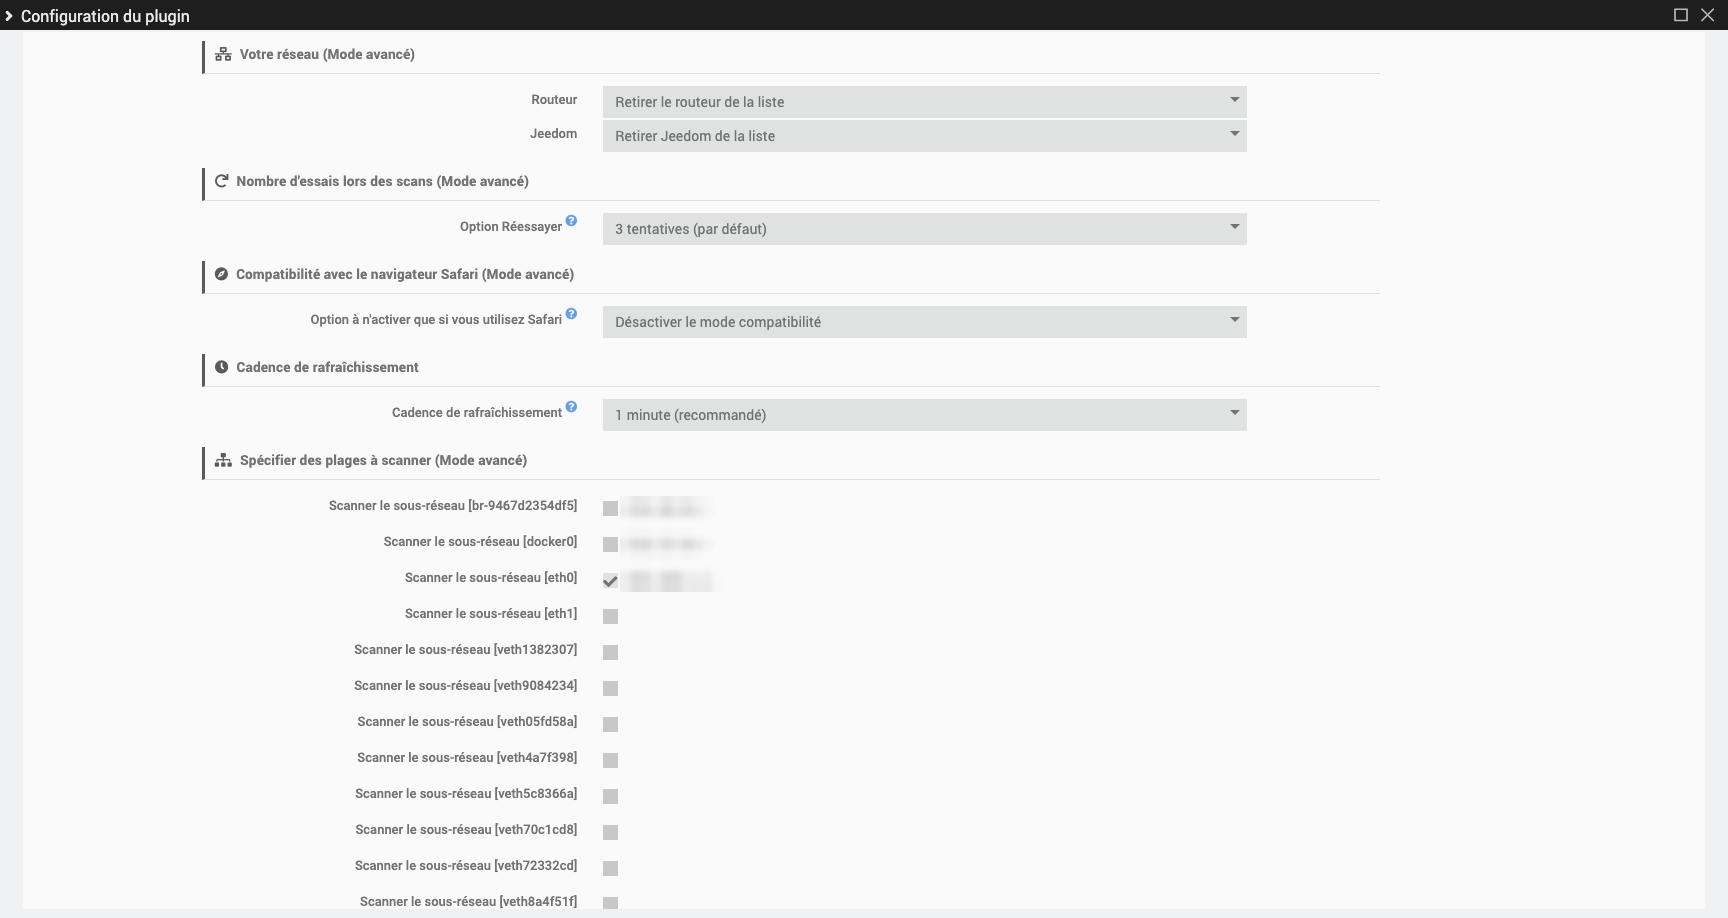 Configuration du plugin
Votre réseau (Mode avancé)
Routeur
Retirer le routeur de la liste
Jeedom
Retirer Jeedom de la liste
Nombre d'essais lors des scans (Mode avancé)
Option Réessayer
3 tentatives (par défaut)
Compatibilité avec le navigateur Safari (Mode avancé)
Option à n'activer que si vous utilisez Safari
Désactiver le mode compatibilité
Cadence de rafraîchissement
Cadence de rafraîchissement
1 minute (recommandé)
Spécifier des plages à scanner (Mode avancé)
Scanner le sous-réseau [br-9467d2354df5]
Scanner le sous-réseau [docker0]
Scanner le sous-réseau [eth0]
Scanner le sous-réseau [eth1]
Scanner le sous-réseau [veth1382307]
Scanner le sous-réseau [veth9084234]
Scanner le sous-réseau [veth05fd58a]
Scanner le sous-réseau [veth4a7f398]
Scanner le sous-réseau [veth5c8366a]
Scanner le sous-réseau [veth70c1cd8]
Scanner le sous-réseau [veth72332cd]
Scanner le sous-réseau [veth8a4f51f]